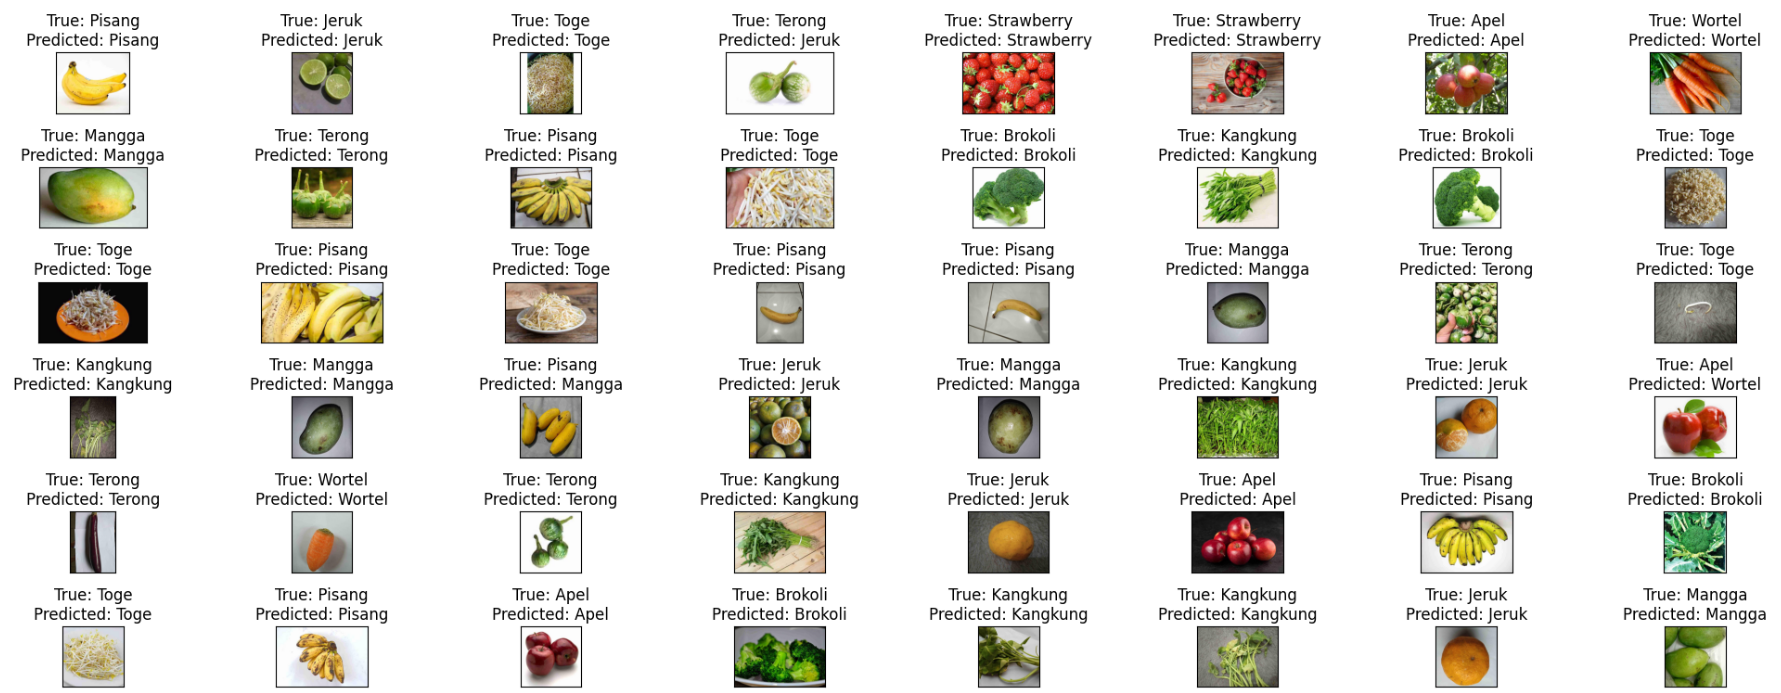 True: Pisang
Predicted: Pisang
True: Jeruk
Predicted: Jeruk
True: Toge
Predicted: Toge
True: Terong
Predicted: Jeruk
True: Strawberry
Predicted: Strawberry
True: Strawberry
Predicted: Strawberry
True: Apel
Predicted: Apel
True: Wortel
Predicted: Wortel
True: Mangga
Predicted: Mangga
True: Terong
Predicted: Terong
True: Pisang
Predicted: Pisang
True: Toge
Predicted: Toge
True: Brokoli
Predicted: Brokoli
True: Kangkung
Predicted: Kangkung
True: Brokoli
Predicted: Brokoli
True: Toge
Predicted: Toge
True: Toge
Predicted: Toge
True: Pisang
Predicted: Pisang
True: Toge
Predicted: Toge
True: Pisang
Predicted: Pisang
True: Pisang
Predicted: Pisang
True: Mangga
Predicted: Mangga
True: Terong
Predicted: Terong
True: Toge
Predicted: Toge
True: Kangkung
Predicted: Kangkung
True: Mangga
Predicted: Mangga
True: Pisang
Predicted: Mangga
True: Jeruk
Predicted: Jeruk
True: Mangga
Predicted: Mangga
True: Kangkung
Predicted: Kangkung
True: Jeruk
Predicted: Jeruk
True: Apel
Predicted: Wortel
True: Terong
Predicted: Terong
True: Wortel
Predicted: Wortel
True: Terong
Predicted: Terong
True: Kangkung
Predicted: Kangkung
True: Jeruk
Predicted: Jeruk
True: Apel
Predicted: Apel
True: Pisang
Predicted: Pisang
True: Brokoli
Predicted: Brokoli
True: Toge
Predicted: Toge
True: Pisang
Predicted: Pisang
True: Apel
Predicted: Apel
True: Brokoli
Predicted: Brokoli
True: Kangkung
Predicted: Kangkung
True: Kangkung
Predicted: Kangkung
True: Jeruk
Predicted: Jeruk
True: Mangga
Predicted: Mangga